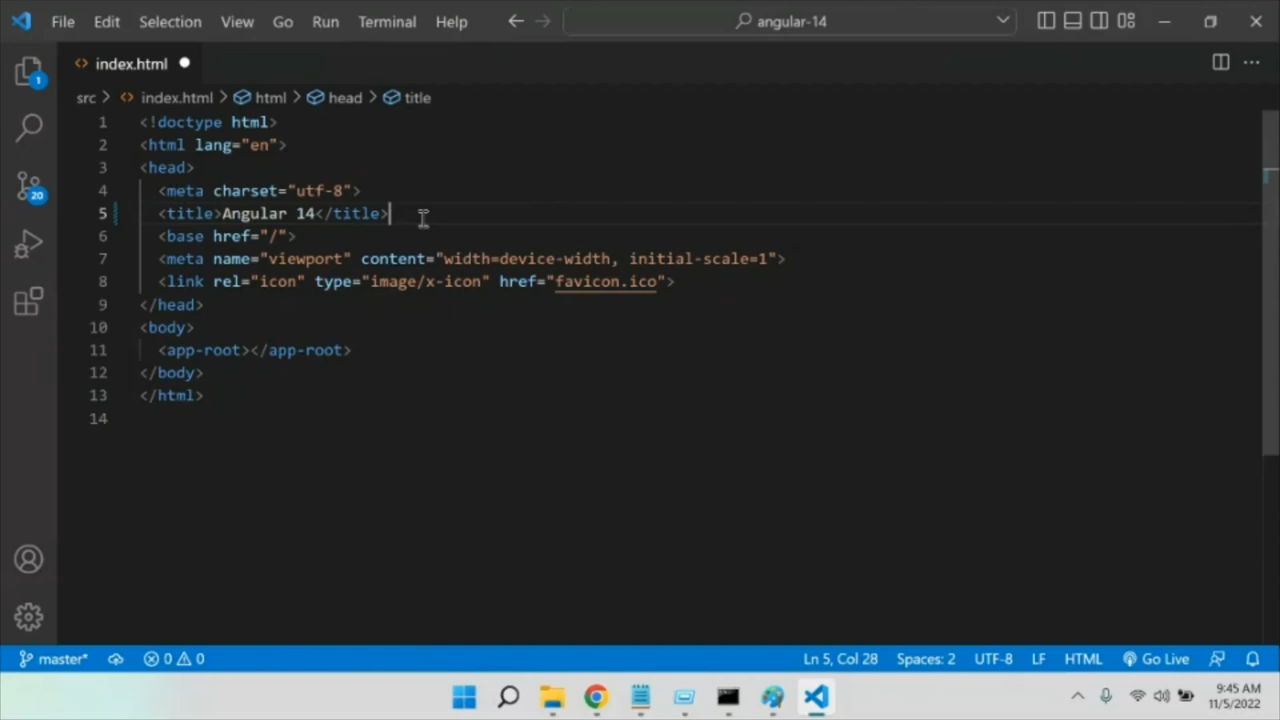 File Edit Selection View Go Run Terminal Help
angular-14
1
index.html
src > index.html > html > head > title
1 <!doctype html>
2 <html lang="en">
3 <head>
4 <meta charset="utf-8">
5 <title>Angular 14</title>
6 <base href="/">
7 <meta name="viewport" content="width=device-width, initial-scale=1">
8 <link rel="icon" type="image/x-icon" href="favicon.ico">
9 </head>
10 <body>
11 <app-root></app-root>
12 </body>
13 </html>
14
20
master* 0 0 Ln 5, Col 28 Spaces: 2 UTF-8 LF HTML Go Live
9:45 AM
11/5/2022